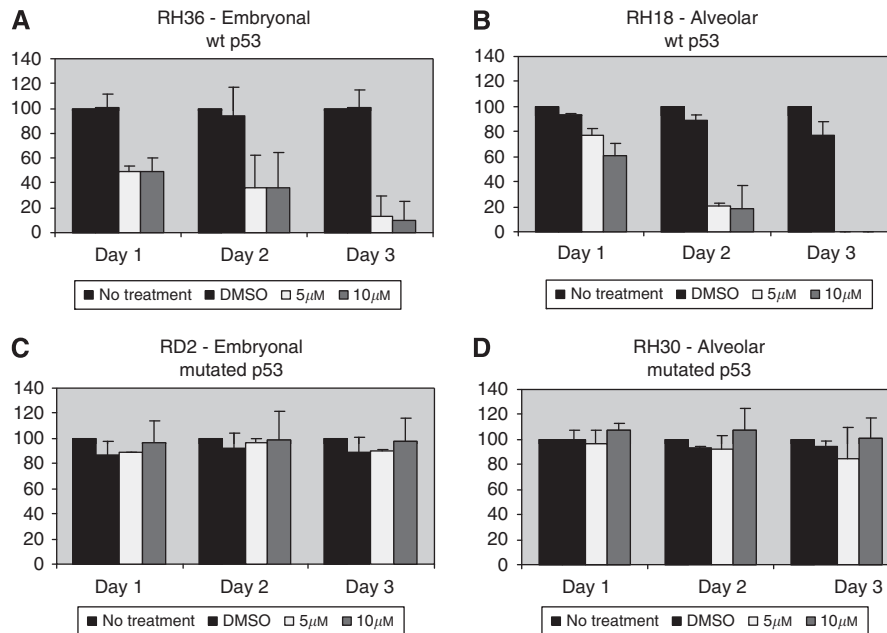 A
RH36 - Embryonal
wt p53
140
120
100
80
60
40
20
0
Day 1 Day 2 Day 3
No treatment DMSO 5µM 10µM
B
RH18 - Alveolar
wt p53
140
120
100
80
60
40
20
0
Day 1 Day 2 Day 3
No treatment DMSO 5µM 10µM
C
RD2 - Embryonal
mutated p53
140
120
100
80
60
40
20
0
Day 1 Day 2 Day 3
No treatment DMSO 5µM 10µM
D
RH30 - Alveolar
mutated p53
140
120
100
80
60
40
20
0
Day 1 Day 2 Day 3
No treatment DMSO 5µM 10µM